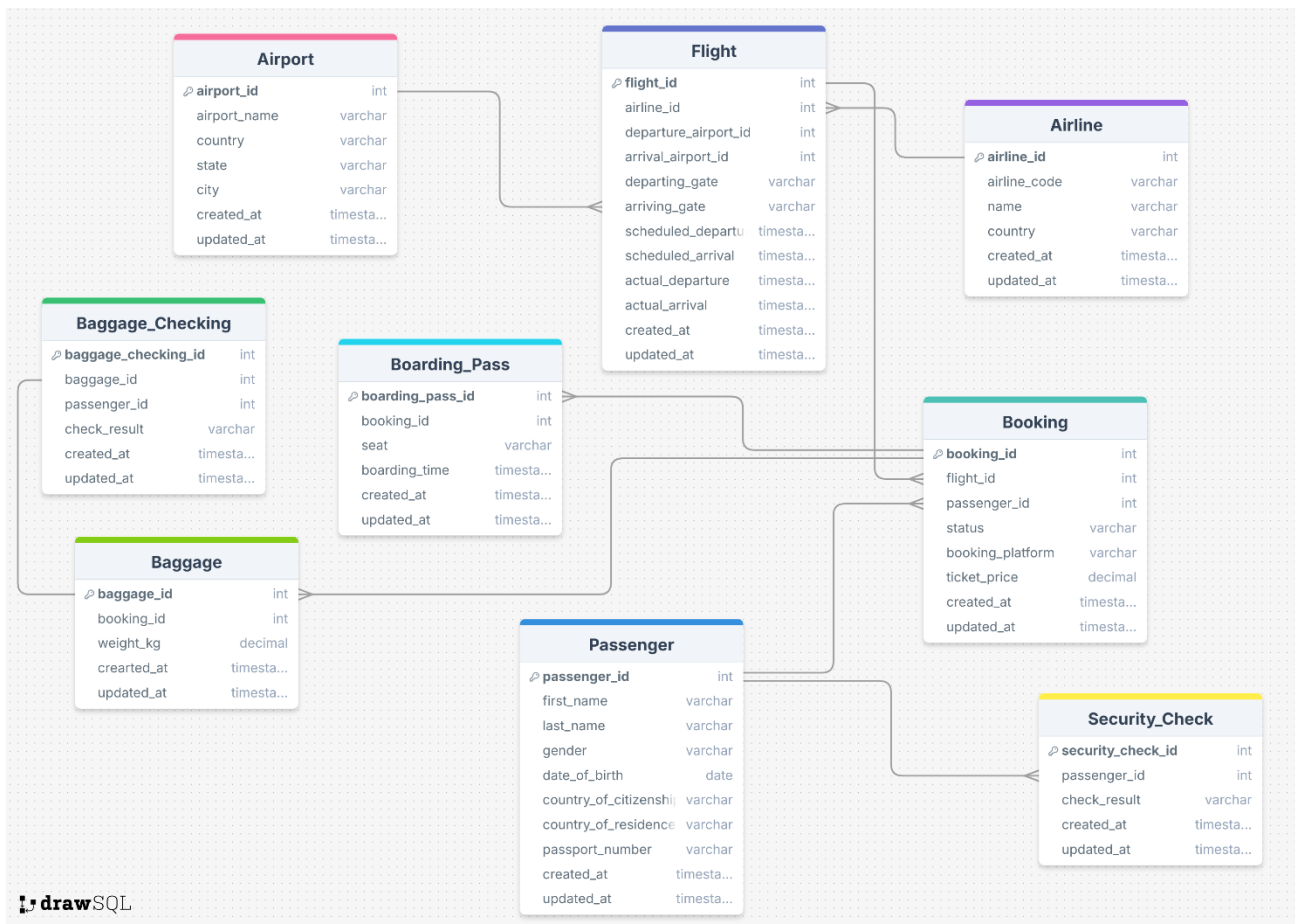 Airport
airport_id int
airport_name varchar
country varchar
state varchar
city varchar
created_at timesta...
updated_at timesta...
Flight
flight_id int
airline_id int
departure_airport_id int
arrival_airport_id int
departing_gate varchar
arriving_gate varchar
scheduled_departu timesta...
scheduled_arrival timesta...
actual_departure timesta...
actual_arrival timesta...
created_at timesta...
updated_at timesta...
Airline
airline_id int
airline_code varchar
name varchar
country varchar
created_at timesta...
updated_at timesta...
Baggage_Checking
baggage_checking_id int
baggage_id int
passenger_id int
check_result varchar
created_at timesta...
updated_at timesta...
Boarding_Pass
boarding_pass_id int
booking_id int
seat varchar
boarding_time timesta...
created_at timesta...
updated_at timesta...
Booking
booking_id int
flight_id int
passenger_id int
status varchar
booking_platform varchar
ticket_price decimal
created_at timesta...
updated_at timesta...
Baggage
baggage_id int
booking_id int
weight_kg decimal
crearted_at timesta...
updated_at timesta...
Passenger
passenger_id int
first_name varchar
last_name varchar
gender varchar
date_of_birth date
country_of_citizenshi varchar
country_of_residence varchar
passport_number varchar
created_at timesta...
updated_at timesta...
Security_Check
security_check_id int
passenger_id int
check_result varchar
created_at timesta...
updated_at timesta...
drawSQL